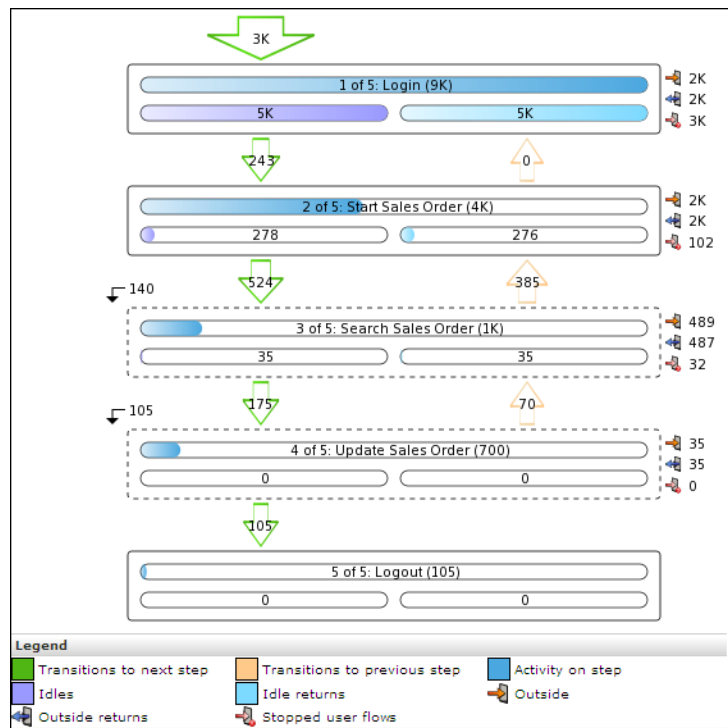 3K
1 of 5: Login (9K)
2K
5K 5K
2K
3K
243 0
2 of 5: Start Sales Order (4K)
2K
2K
278 276
102
524 385
140
3 of 5: Search Sales Order (1K)
489
487
35 35
32
175 70
105
4 of 5: Update Sales Order (700)
35
35
0 0
0
105
5 of 5: Logout (105)
0 0
Legend
Transitions to next step Transitions to previous step Activity on step
Idles Idle returns Outside
Outside returns Stopped user flows